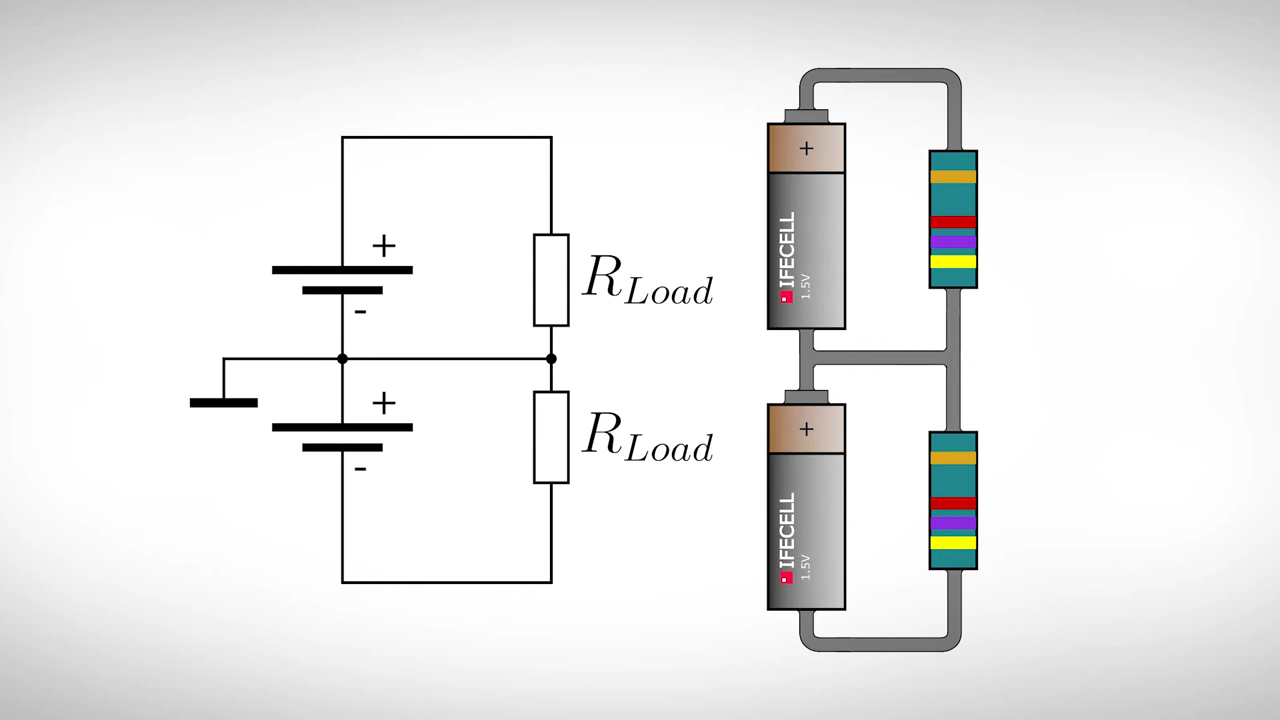 +
R_Load
-
+
R_Load
-
+
IFECELL
1.5V
+
IFECELL
1.5V